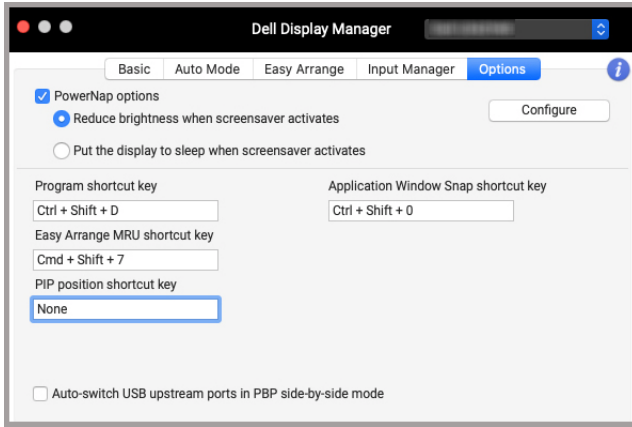 Dell Display Manager
Basic Auto Mode Easy Arrange Input Manager Options i
PowerNap options
Configure
Reduce brightness when screensaver activates
Put the display to sleep when screensaver activates
Program shortcut key
Ctrl + Shift + D
Application Window Snap shortcut key
Ctrl + Shift + 0
Easy Arrange MRU shortcut key
Cmd + Shift + 7
PIP position shortcut key
None
Auto-switch USB upstream ports in PBP side-by-side mode